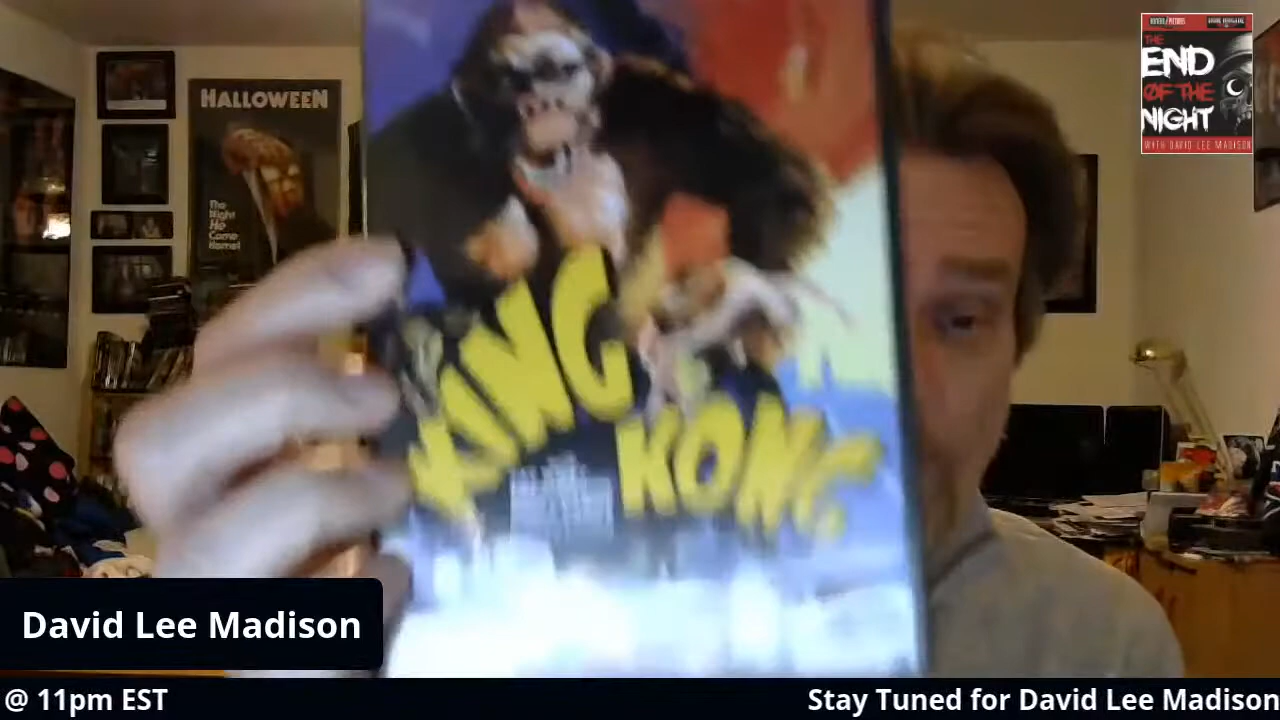 HALLOWEEN
The
Night
He
Came
Home!
KING
KONG
THE
END
OF THE
NIGHT
WITH DAVID LEE MADISON
David Lee Madison
@ 11pm EST
Stay Tuned for David Lee Madison